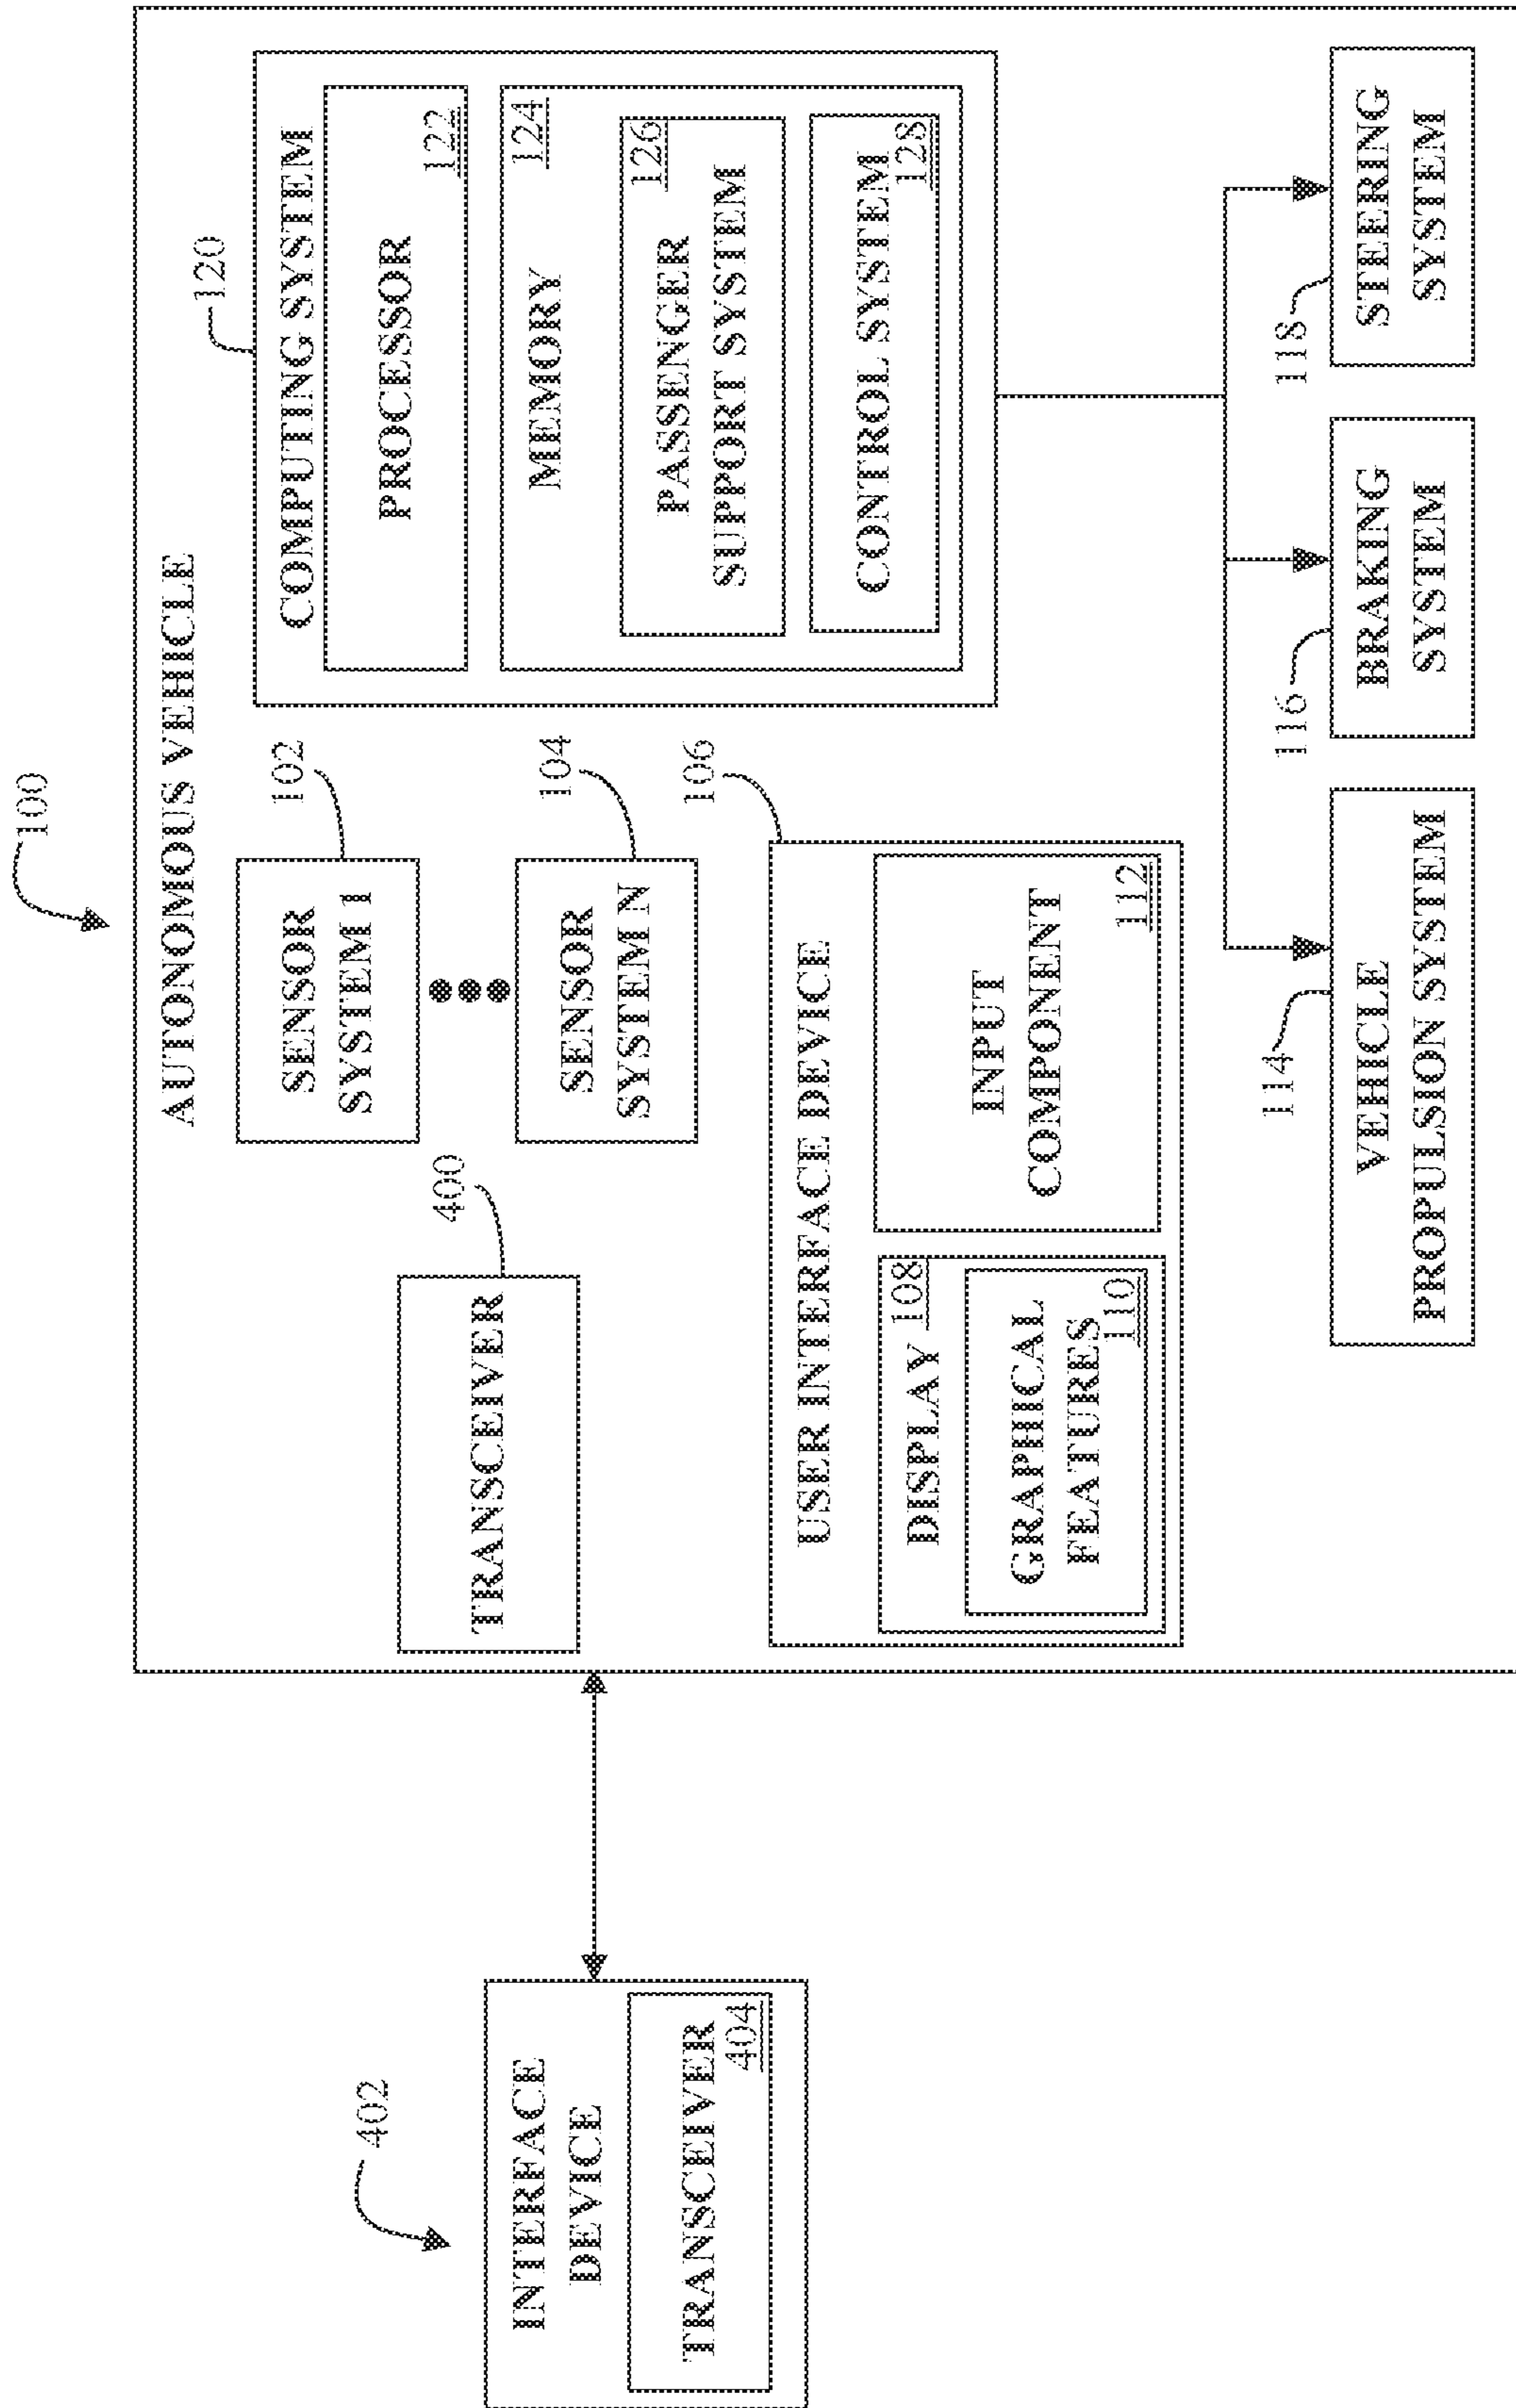 100
AUTONOMOUS VEHICLE
402
INTERFACE
DEVICE
TRANSCEIVER
404
400
TRANSCEIVER
102
SENSOR
SYSTEM 1
104
SENSOR
SYSTEM N
106
USER INTERFACE DEVICE
DISPLAY 108
GRAPHICAL
FEATURES
110
INPUT
COMPONENT
112
120
COMPUTING SYSTEM
PROCESSOR
122
MEMORY
124
PASSENGER
SUPPORT SYSTEM
126
CONTROL SYSTEM
128
114
VEHICLE
PROPULSION SYSTEM
116
BRAKING
SYSTEM
118
STEERING
SYSTEM